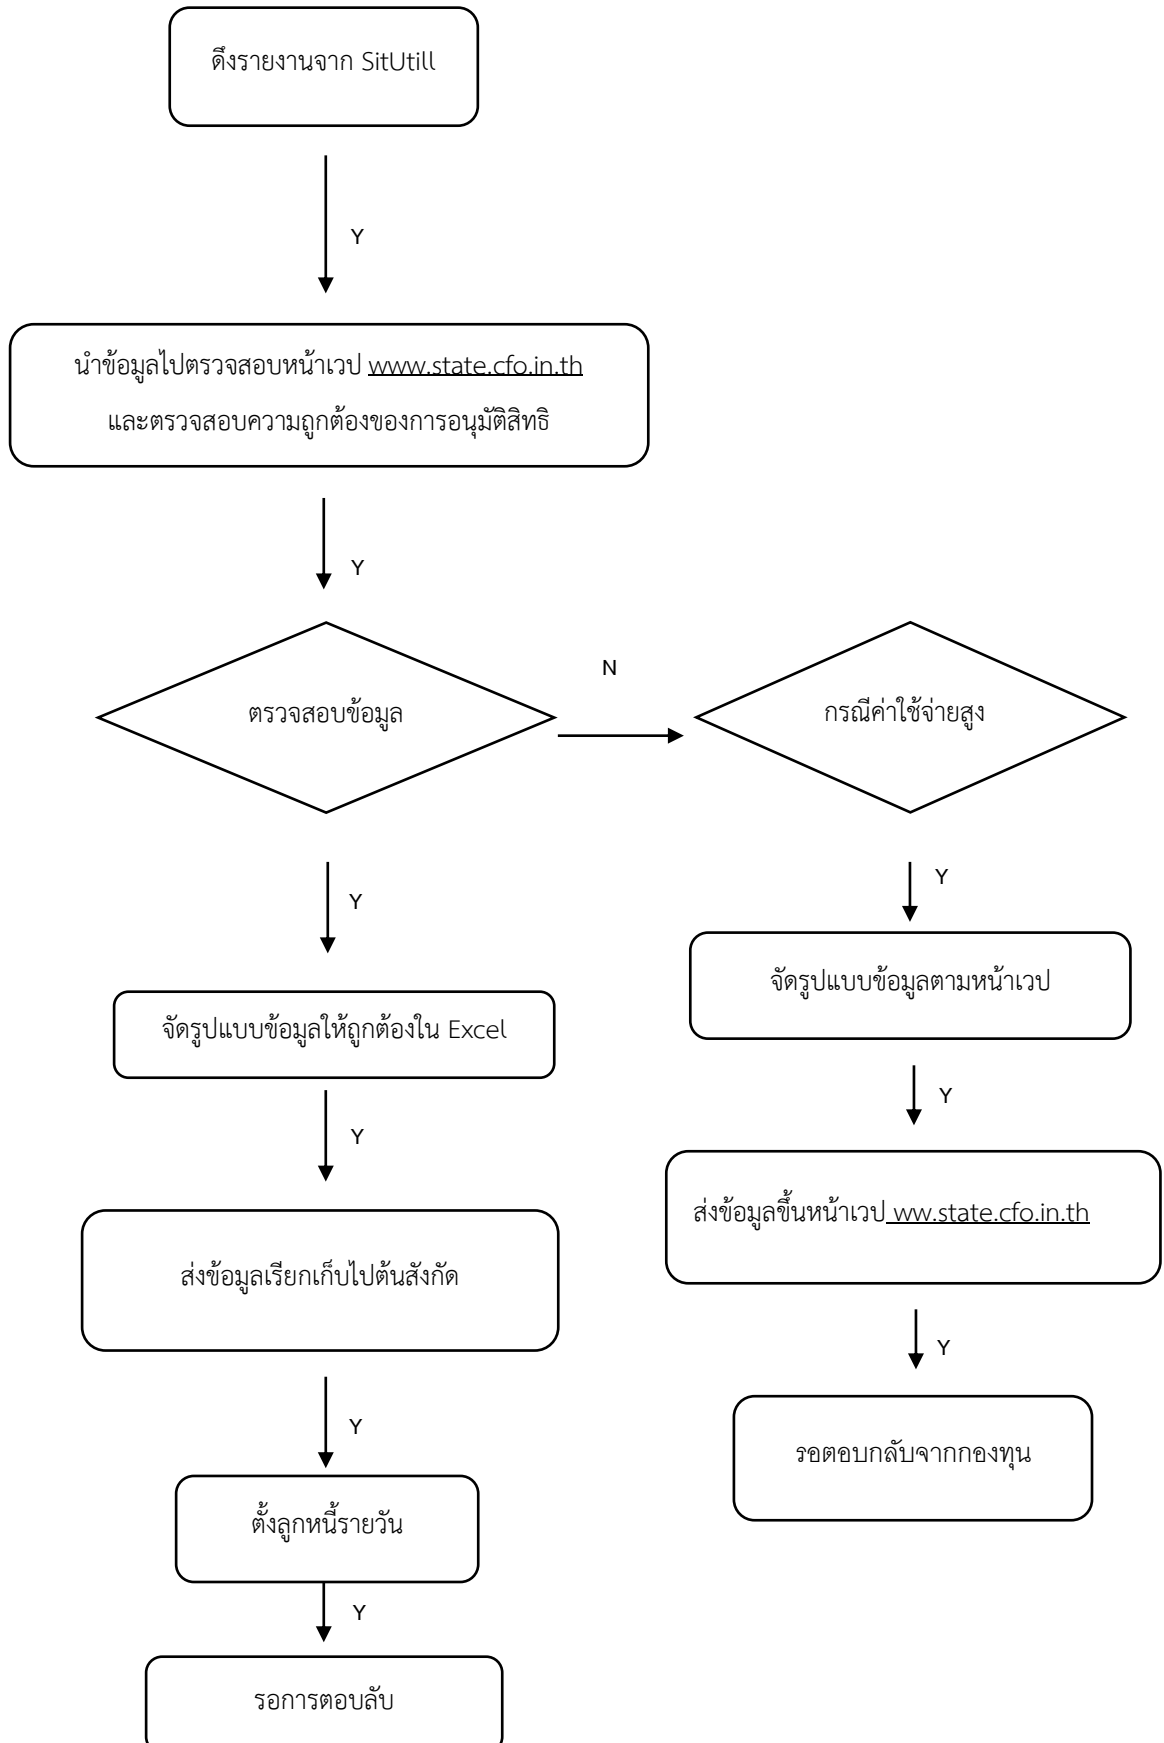 ดึงรายงานจาก SitUtill
Y
นำข้อมูลไปตรวจสอบหน้าเวป www.state.cfo.in.th
และตรวจสอบความถูกต้องของการอนุมัติสิทธิ
Y
ตรวจสอบข้อมูล
N
กรณีค่าใช้จ่ายสูง
Y
จัดรูปแบบข้อมูลให้ถูกต้องใน Excel
Y
ส่งข้อมูลเรียกเก็บไปต้นสังกัด
Y
ตั้งลูกหนี้รายวัน
Y
รอการตอบลับ
Y
จัดรูปแบบข้อมูลตามหน้าเวป
Y
ส่งข้อมูลขึ้นหน้าเวป ww.state.cfo.in.th
Y
รอตอบกลับจากกองทุน